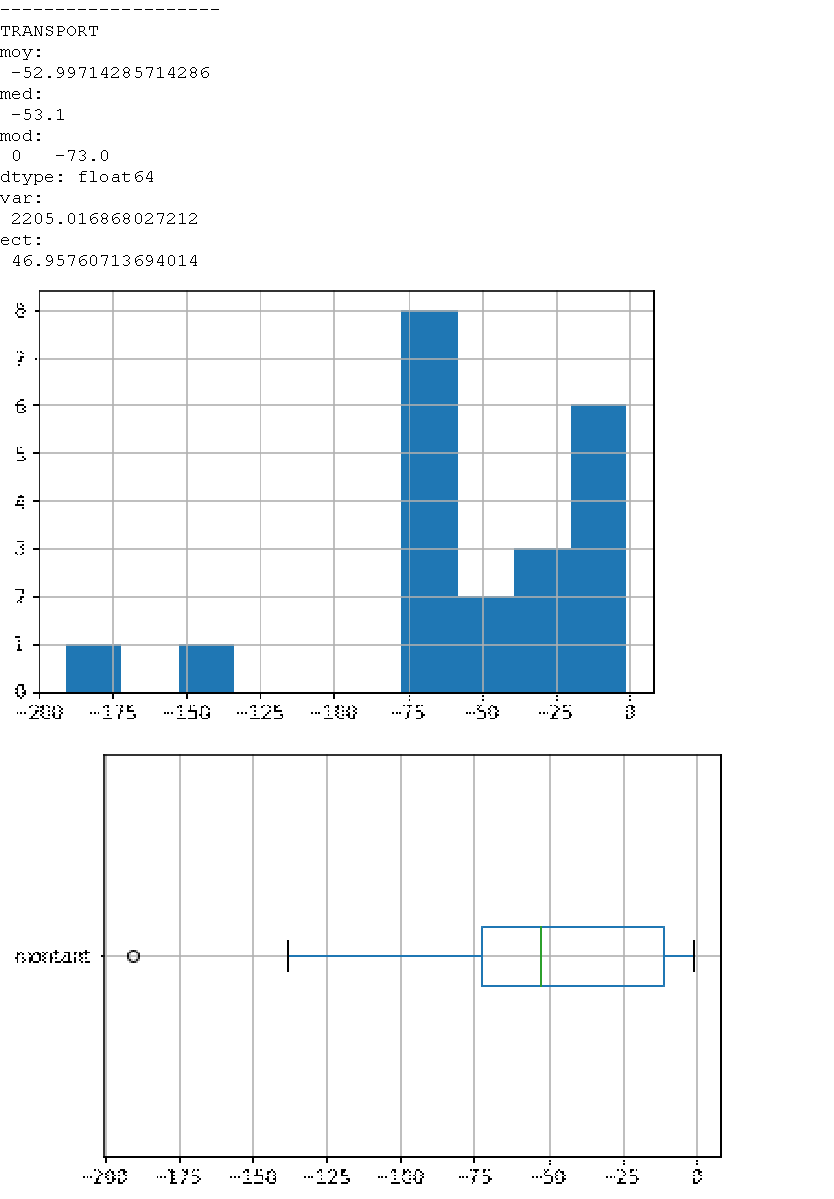 --------------------
TRANSPORT
moy:
-52.99714285714286
med:
-53.1
mod:
0 -73.0
dtype: float64
var:
2205.016868027212
ect:
46.95760713694014
8
7
6
5
4
3
2
1
0
-200 -175 -150 -125 -100 -75 -50 -25 0
montant
-200 -175 -150 -125 -100 -75 -50 -25 0